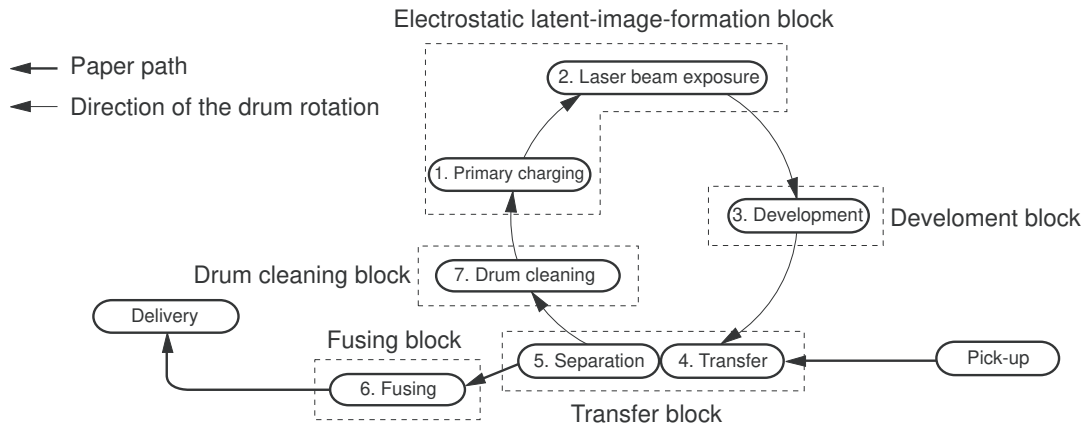 Electrostatic latent-image-formation block
Paper path
Direction of the drum rotation
2. Laser beam exposure
1. Primary charging
3. Development
Develoment block
Drum cleaning block
7. Drum cleaning
Delivery
Fusing block
5. Separation
4. Transfer
Pick-up
6. Fusing
Transfer block